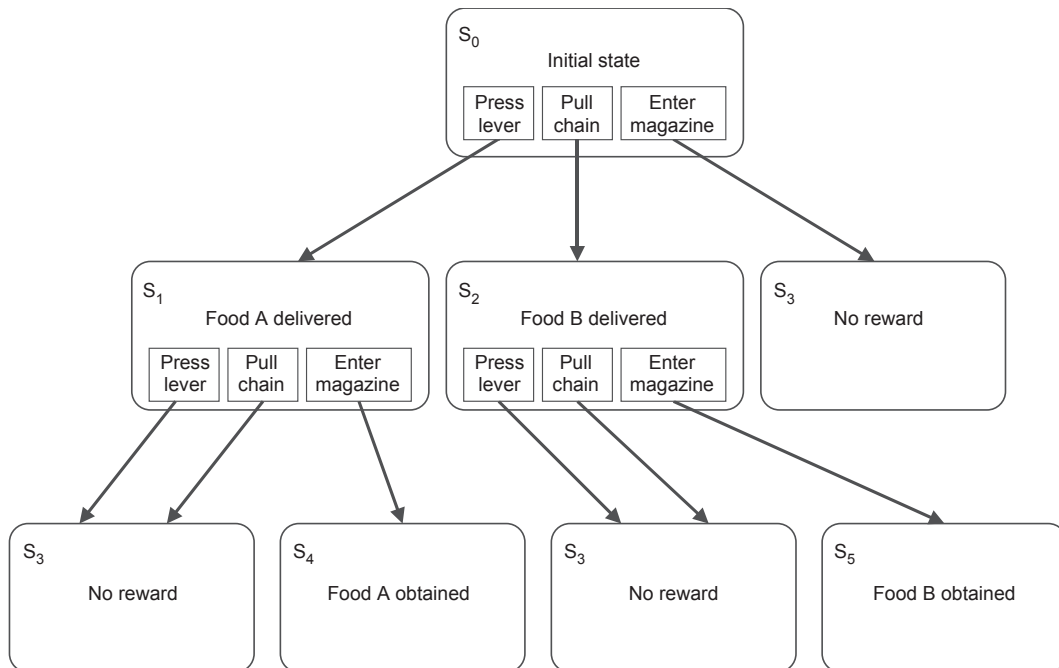 S0
Initial state
Press lever
Pull chain
Enter magazine
S1
Food A delivered
Press lever
Pull chain
Enter magazine
S2
Food B delivered
Press lever
Pull chain
Enter magazine
S3
No reward
S3
No reward
S4
Food A obtained
S3
No reward
S5
Food B obtained